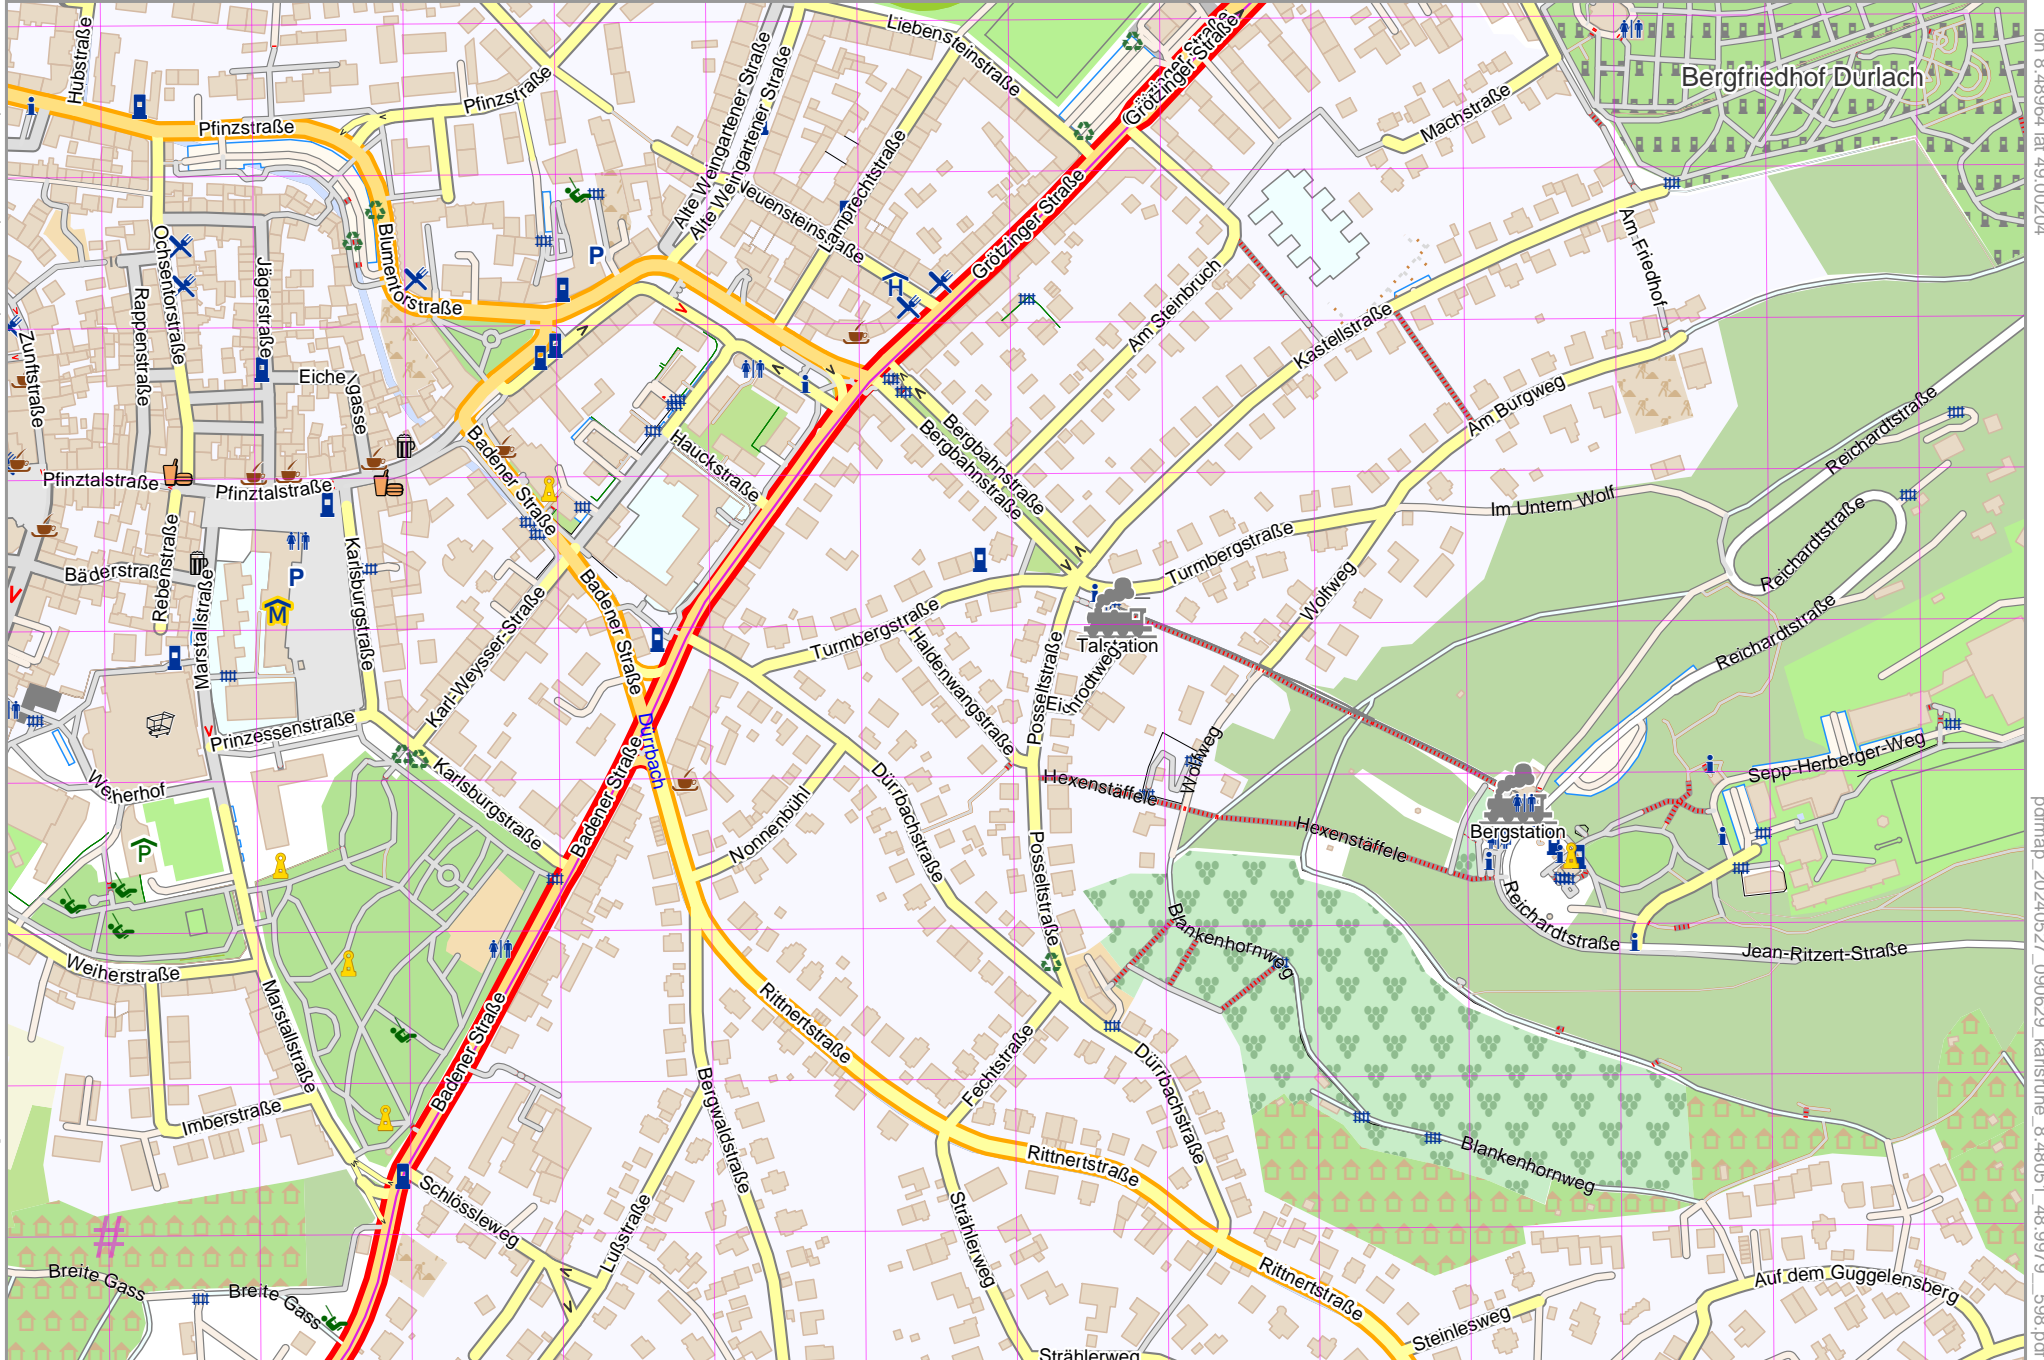 Hubstraße
Pfinzstraße
Pfinzstraße
Liebensteinstraße
Grötzinger Straße
Grötzinger Straße
Bergfriedhof Durlach
Machstraße
Alte Weingartener Straße
Alte Weingartener Straße
Neuensteinstraße
Lamprechtstraße
Grötzinger Straße
Ochsentorstraße
Jägerstraße
Rappenstraße
Zunftstraße
Blumentorstraße
Am Friedhof
Am Steinbruch
Kastellstraße
Am Burgweg
Eichelgasse
H
P
Badener Straße
Hauckstraße
Bergbahnstraße
Bergbahnstraße
Reichardtstraße
Pfinztalstraße
Pfinztalstraße
Im Untern Wolf
Turmbergstraße
Reichardtstraße
Bäderstraße
Rebenstraße
Marstallstraße
P
M
Karlsburgstraße
Badener Straße
Karl-Weysser-Straße
Turmbergstraße
Wolfweg
Haldenwangstraße
Posseltstraße
Talstation
Eichrodtweg
Reichardtstraße
Prinzessenstraße
Dürrbach
Wolfweg
Sepp-Herberger-Weg
Weiherhof
Karlsburgstraße
Badener Straße
Nonnenbühl
Dürrbachstraße
Hexenstäffele
Hexenstäffele
Bergstation
P
Posseltstraße
Blankenhornweg
Reichardtstraße
Jean-Ritzert-Straße
Weiherstraße
Marstallstraße
Badener Straße
Rittnertstraße
Fechtstraße
Dürrbachstraße
Bergwaldstraße
Imberstraße
Rittnertstraße
Blankenhornweg
Schlössleweg
Lußstraße
Strählerweg
Rittnertstraße
#
Breite Gass
Breite Gass
Auf dem Guggelensberg
Steinlesweg
Strählerweg